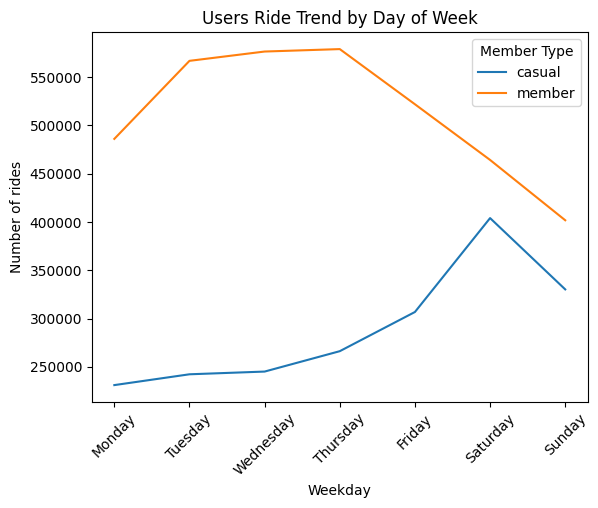 Users Ride Trend by Day of Week
Member Type
casual
member
Number of rides
550000
500000
450000
400000
350000
300000
250000
Monday
Tuesday
Wednesday
Thursday
Friday
Saturday
Sunday
Weekday